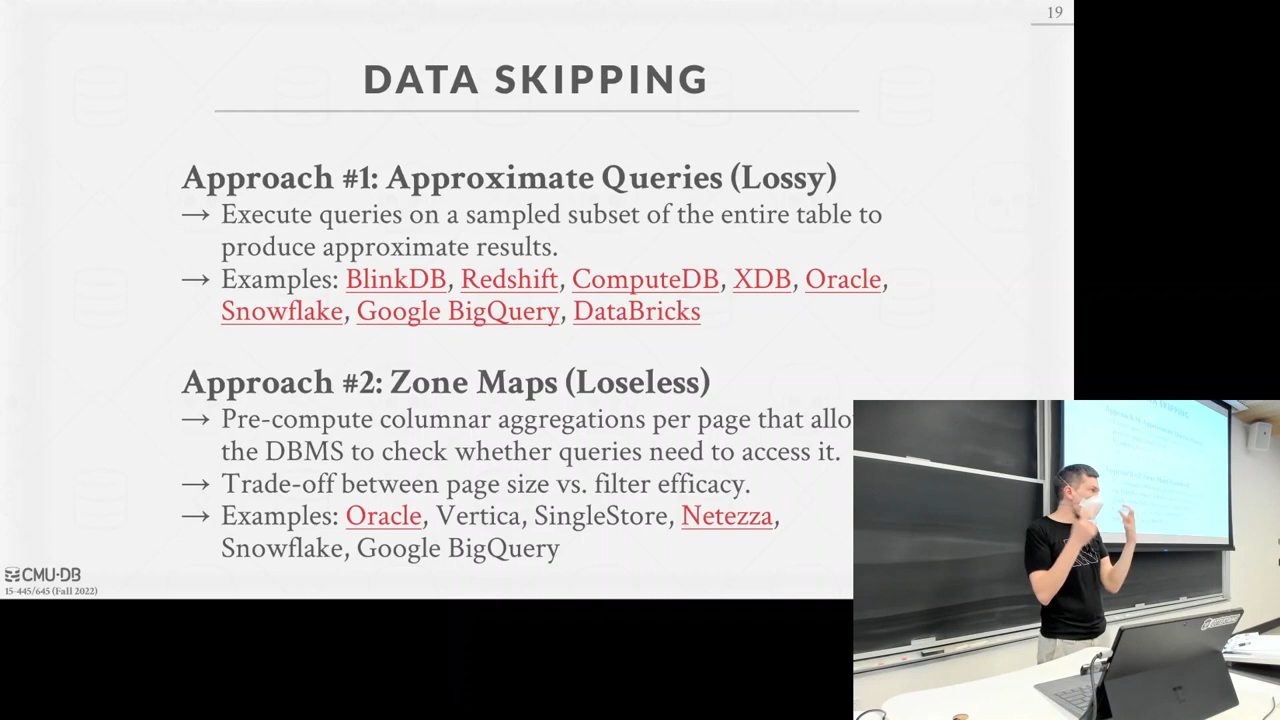 19
DATA SKIPPING
Approach #1: Approximate Queries (Lossy)
→ Execute queries on a sampled subset of the entire table to
produce approximate results.
→ Examples: BlinkDB, Redshift, ComputeDB, XDB, Oracle,
Snowflake, Google BigQuery, DataBricks
Approach #2: Zone Maps (Loseless)
→ Pre-compute columnar aggregations per page that allo
the DBMS to check whether queries need to access it.
→ Trade-off between page size vs. filter efficacy.
→ Examples: Oracle, Vertica, SingleStore, Netezza,
Snowflake, Google BigQuery
CMU·DB
15-445/645 (Fall 2022)